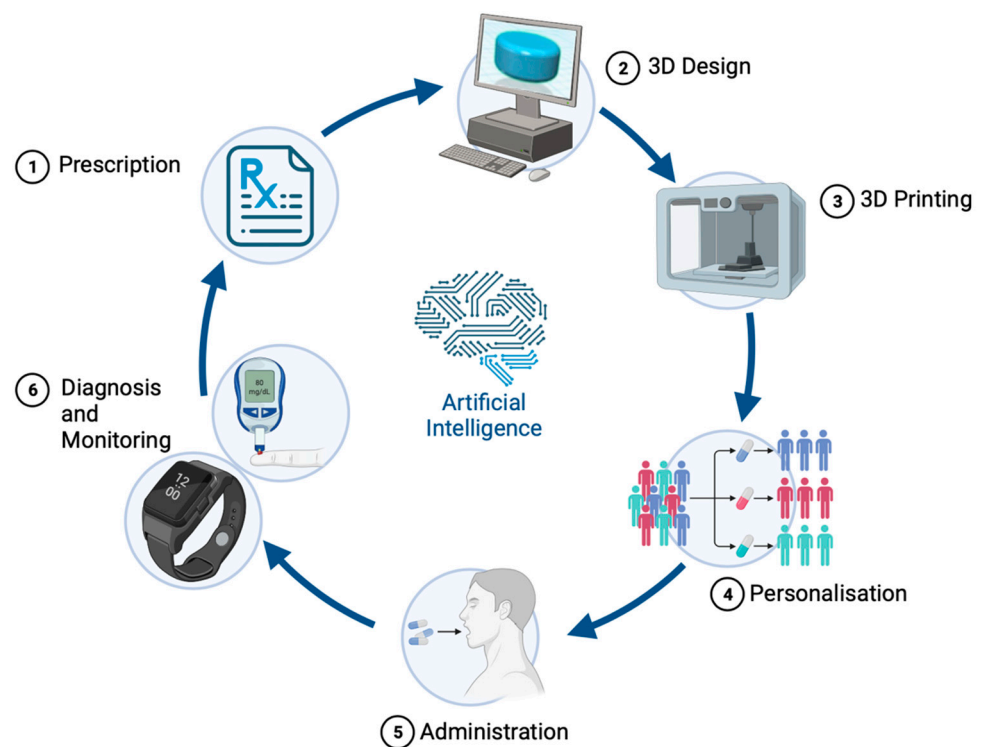 1 Prescription
Rx
2 3D Design
3 3D Printing
4 Personalisation
5 Administration
6 Diagnosis
and
Monitoring
80
mg/dL
12
00
Artificial
Intelligence